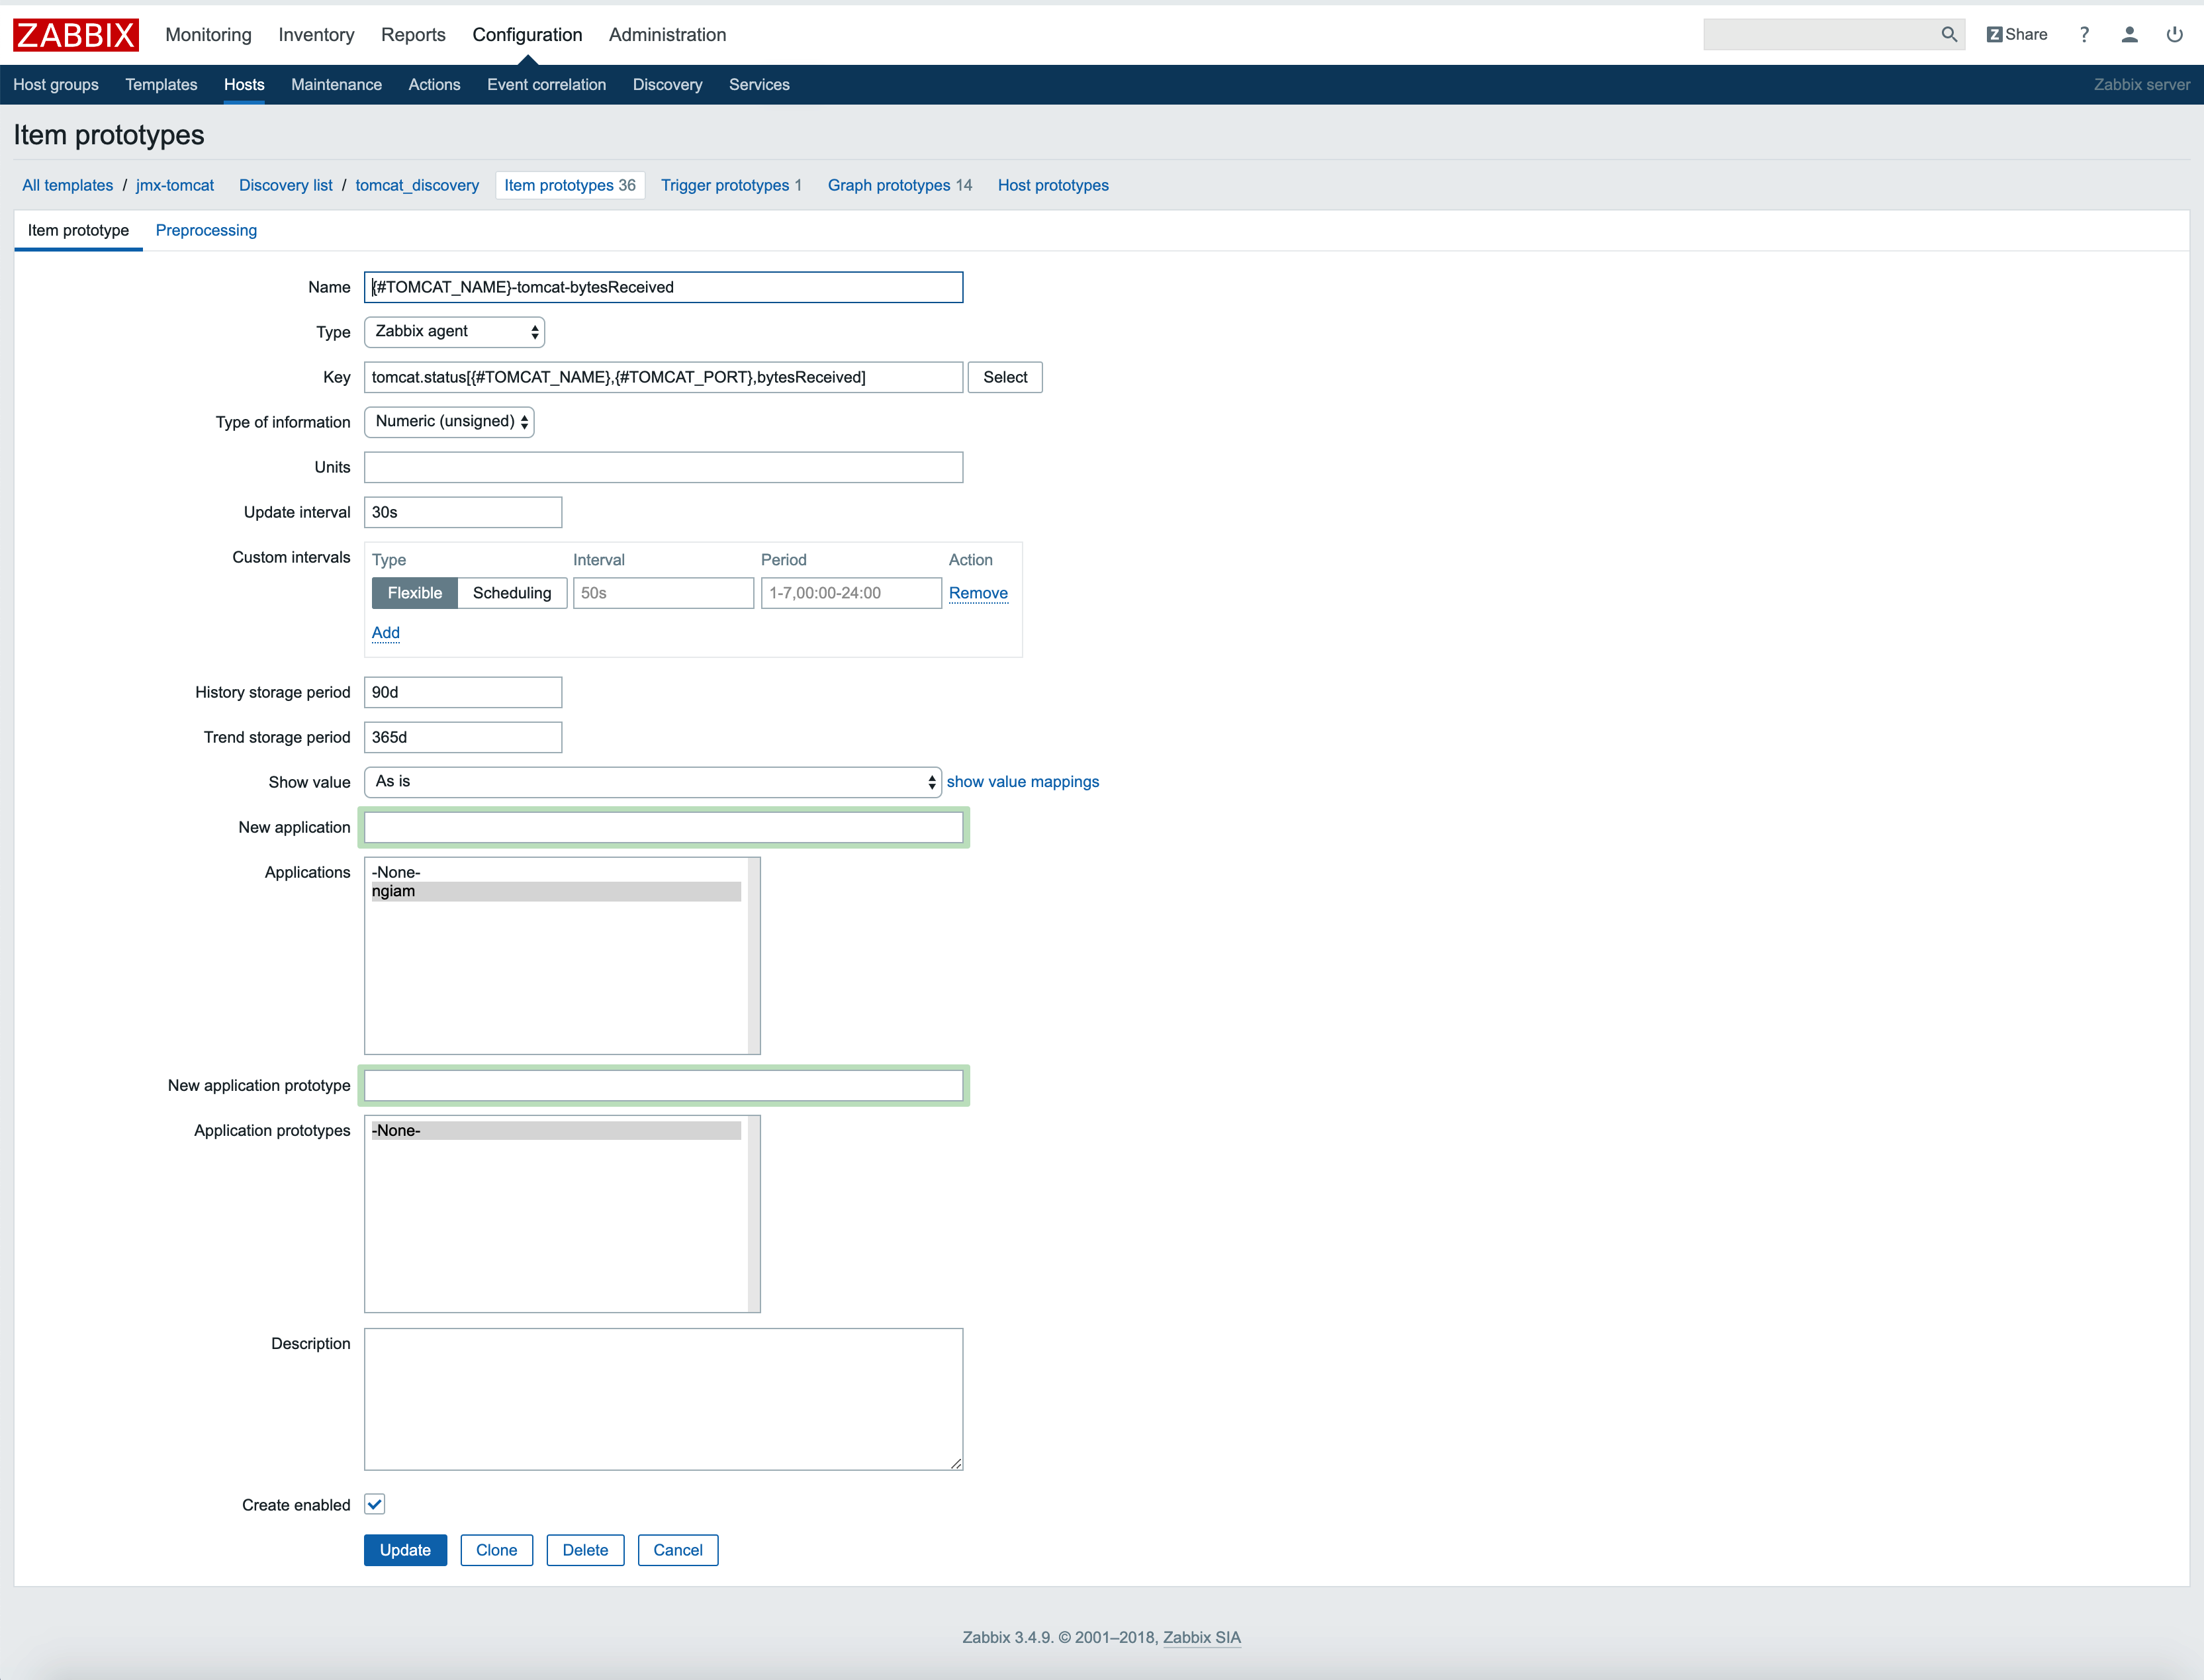 ZABBIX Monitoring Inventory Reports Configuration Administration Z Share ?
Host groups Templates Hosts Maintenance Actions Event correlation Discovery Services Zabbix server
Item prototypes
All templates / jmx-tomcat Discovery list / tomcat_discovery Item prototypes 36 Trigger prototypes 1 Graph prototypes 14 Host prototypes
Item prototype Preprocessing
Name {#TOMCAT_NAME}-tomcat-bytesReceived
Type Zabbix agent
Key tomcat.status[{#TOMCAT_NAME},{#TOMCAT_PORT},bytesReceived] Select
Type of information Numeric (unsigned)
Units
Update interval 30s
Custom intervals Type Interval Period Action
Flexible Scheduling 50s 1-7,00:00-24:00 Remove
Add
History storage period 90d
Trend storage period 365d
Show value As is show value mappings
New application
Applications -None-
ngiam
New application prototype
Application prototypes -None-
Description
Create enabled
Update Clone Delete Cancel
Zabbix 3.4.9. © 2001–2018, Zabbix SIA